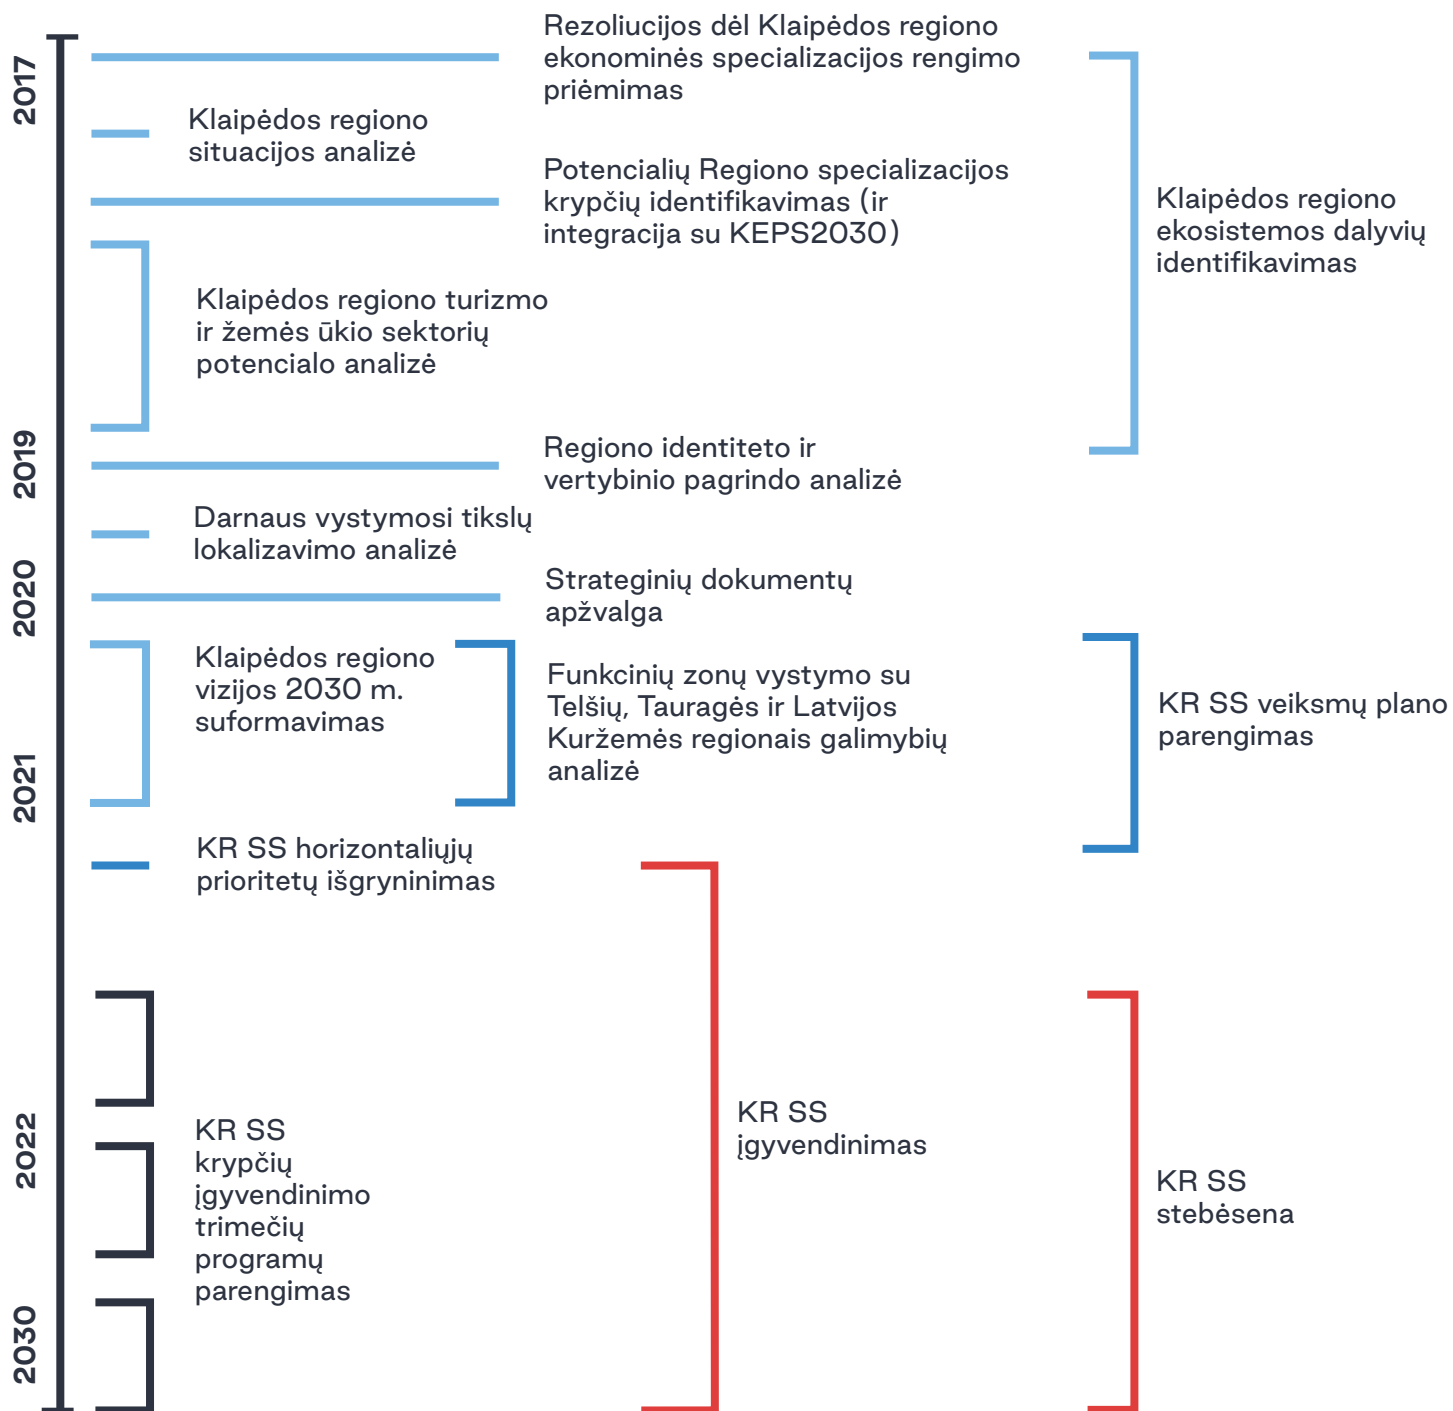 2017
Rezoliucijos dėl Klaipėdos regiono
ekonominės specializacijos rengimo
priėmimas
Klaipėdos regiono
situacijos analizė
Potencialių Regiono specializacijos
krypčių identifikavimas (ir
integracija su KEPS2030)
Klaipėdos regiono
ekosistemos dalyvių
identifikavimas
Klaipėdos regiono turizmo
ir žemės ūkio sektorių
potencialo analizė
2019
Regiono identiteto ir
vertybinio pagrindo analizė
Darnaus vystymosi tikslų
lokalizavimo analizė
2020
Strateginių dokumentų
apžvalga
Klaipėdos regiono
vizijos 2030 m.
suformavimas
Funkcinių zonų vystymo su
Telšių, Tauragės ir Latvijos
Kuržemės regionais galimybių
analizė
KR SS veiksmų plano
parengimas
2021
KR SS horizontaliųjų
prioritetų išgryninimas
2022
KR SS
krypčių
įgyvendinimo
trimečių
programų
parengimas
KR SS
įgyvendinimas
KR SS
stebėsena
2030